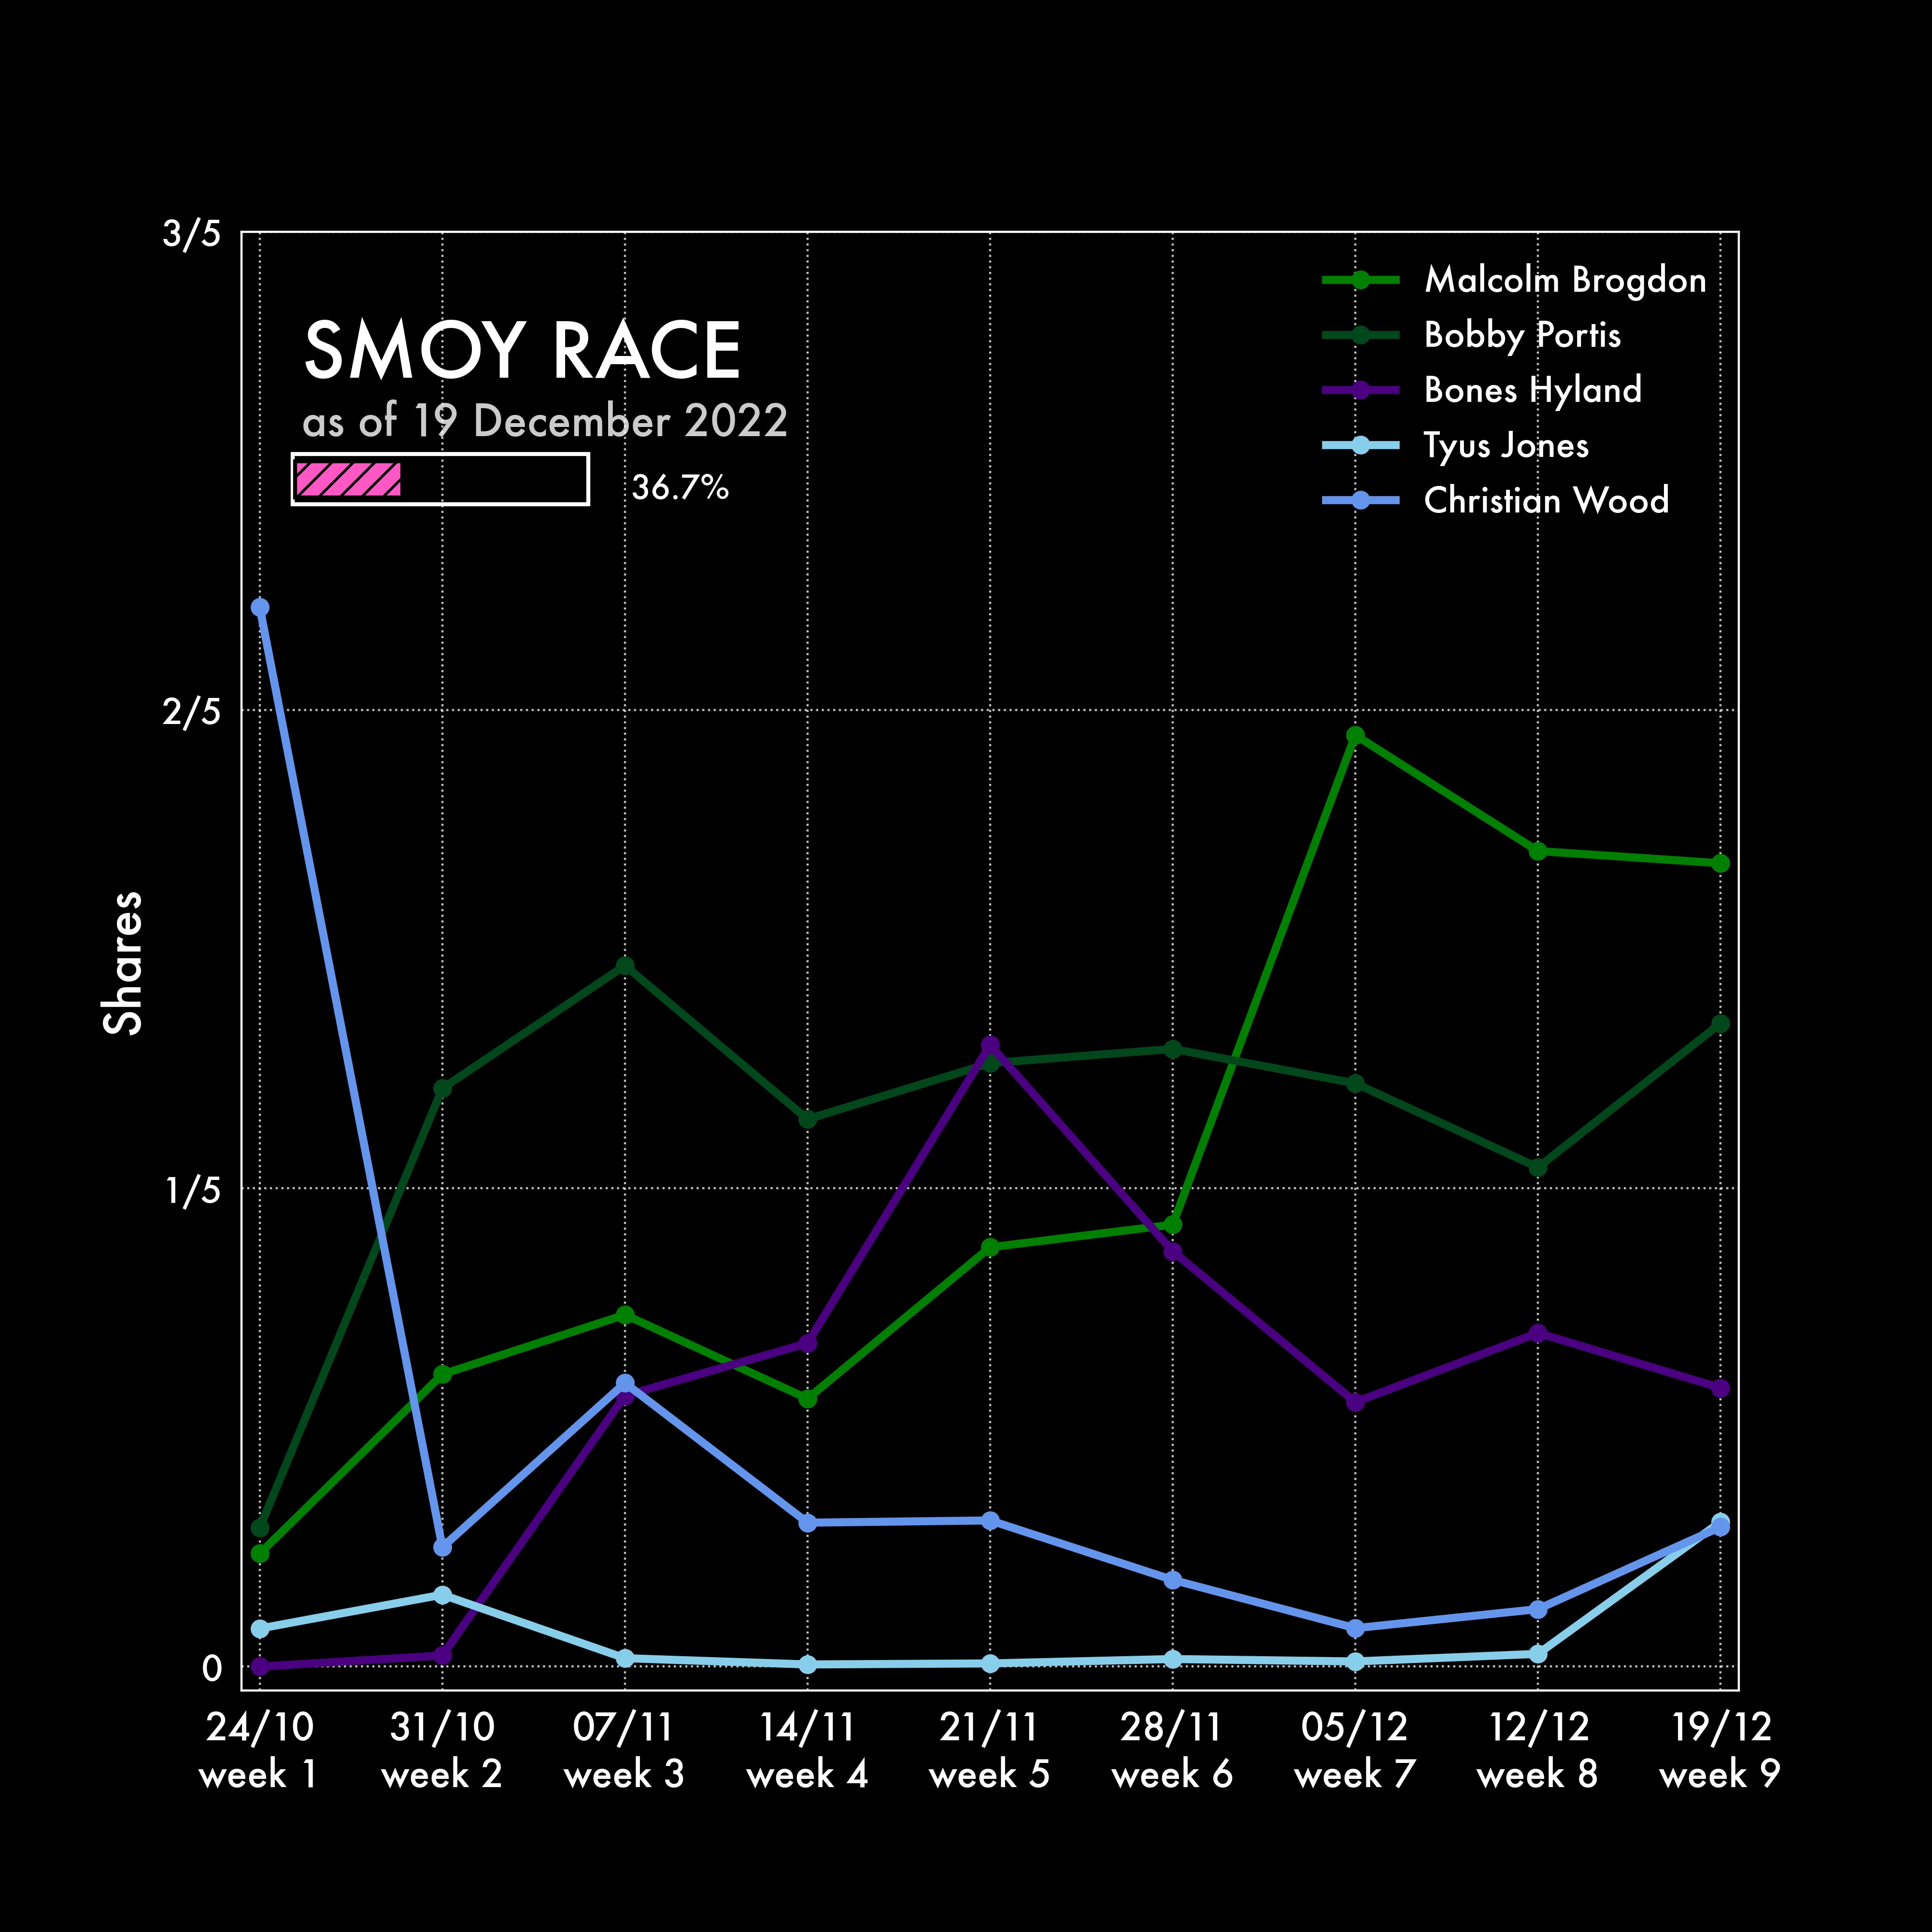 3/5
2/5
1/5
0
Shares
SMOY RACE
as of 19 December 2022
36.7%
Malcolm Brogdon
Bobby Portis
Bones Hyland
Tyus Jones
Christian Wood
24/10 31/10 07/11 14/11 21/11 28/11 05/12 12/12 19/12
week 1 week 2 week 3 week 4 week 5 week 6 week 7 week 8 week 9